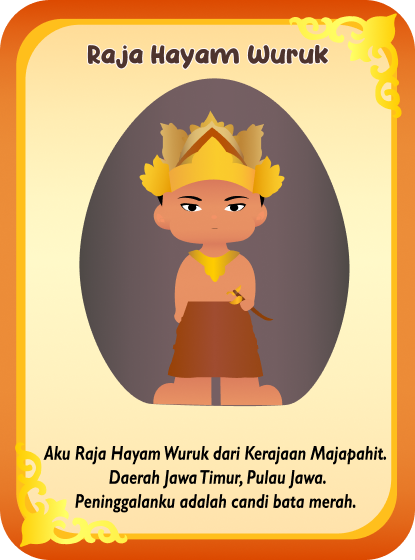 Raja Hayam Wuruk
Aku Raja Hayam Wuruk dari Kerajaan Majapahit.
Daerah Jawa Timur, Pulau Jawa.
Peninggalanku adalah candi bata merah.